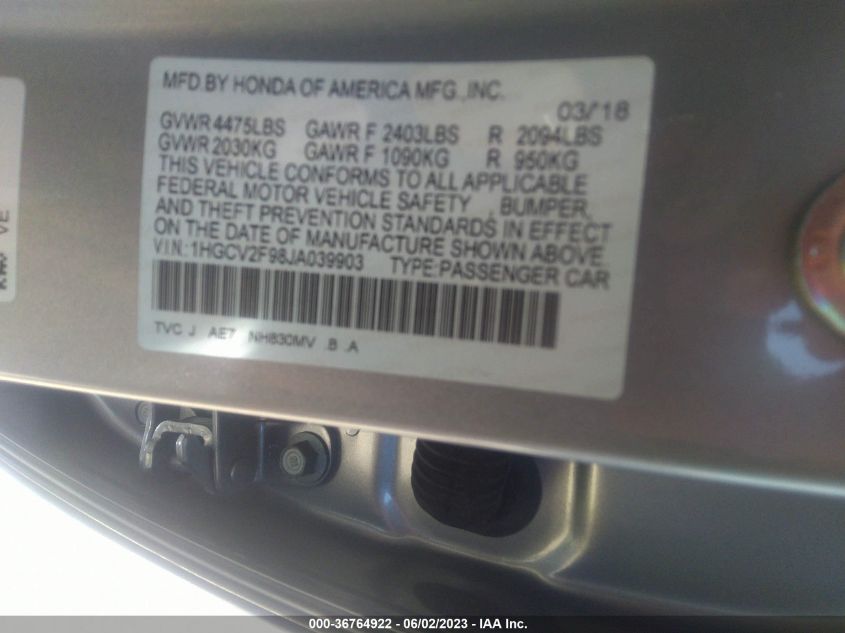 MFD BY HONDA OF AMERICA MFG., INC.
03/'18
GVWR 4475LBS GAWR F 2403LBS R 2094LBS
GVWR 2030KG GAWR F 1090KG R 950KG
THIS VEHICLE CONFORMS TO ALL APPLICABLE
FEDERAL MOTOR VEHICLE SAFETY , BUMPER,
AND THEFT PREVENTION STANDARDS IN EFFECT
ON THE DATE OF MANUFACTURE SHOWN ABOVE.
VIN: 1HGCV2F98JA039903 TYPE: PASSENGER CAR
TVC J AE7 NH830MV .B .A
VE
000-36764922 - 06/02/2023 - IAA Inc.